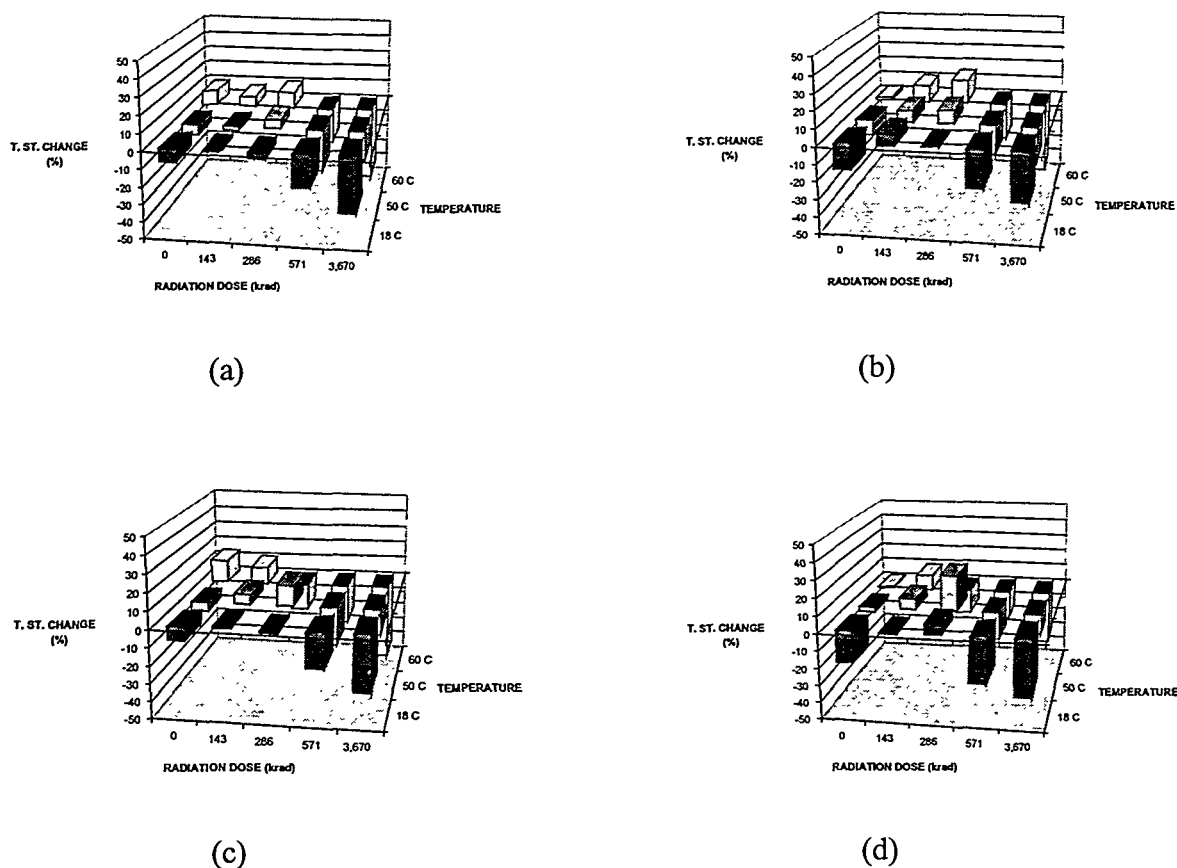 50
40
30
20
10
0
-10
-20
-30
-40
-50
T. ST. CHANGE
(%)
60 C
50 C
18 C
TEMPERATURE
0 143 286 571 3,670
RADIATION DOSE (krad)
(a)
50
40
30
20
10
0
-10
-20
-30
-40
-50
T. ST. CHANGE
(%)
60 C
50 C
18 C
TEMPERATURE
0 143 286 571 3,670
RADIATION DOSE (krad)
(b)
50
40
30
20
10
0
-10
-20
-30
-40
-50
T. ST. CHANGE
(%)
60 C
50 C
18 C
TEMPERATURE
0 143 286 571 3,670
RADIATION DOSE (krad)
(c)
50
40
30
20
10
0
-10
-20
-30
-40
-50
T. ST. CHANGE
(%)
60 C
50 C
18 C
TEMPERATURE
0 143 286 571 3,670
RADIATION DOSE (krad)
(d)